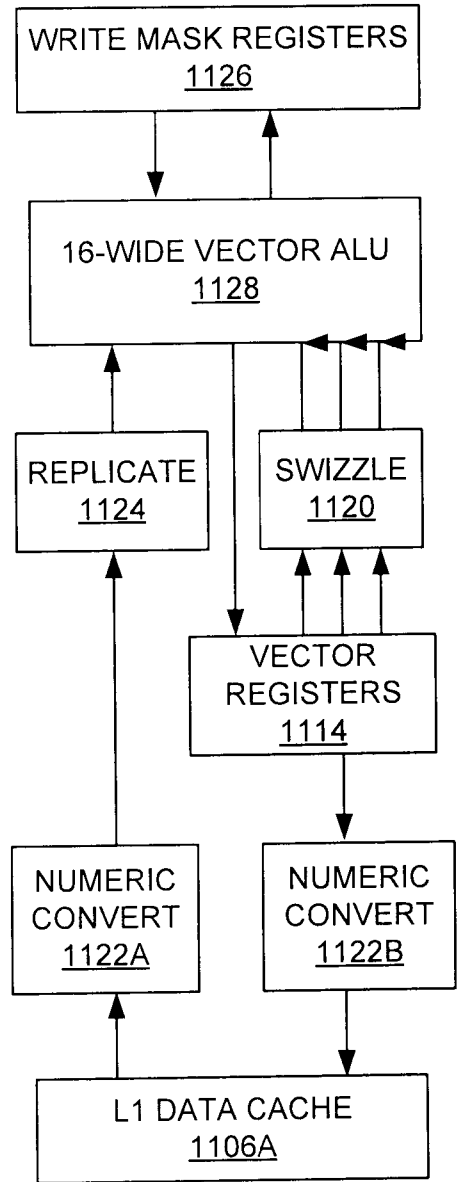 WRITE MASK REGISTERS
1126
16-WIDE VECTOR ALU
1128
REPLICATE
1124
SWIZZLE
1120
VECTOR
REGISTERS
1114
NUMERIC
CONVERT
1122A
NUMERIC
CONVERT
1122B
L1 DATA CACHE
1106A